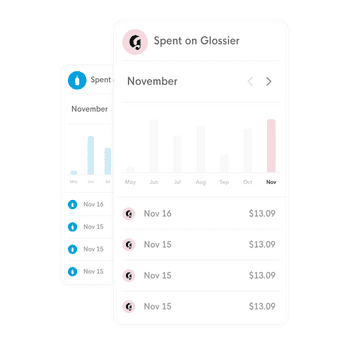 Spent on Glossier
November
May Jun Jul Aug Sep Oct Nov
Nov 16 $13.09
Nov 15 $13.09
Nov 15 $13.09
Nov 15 $13.09
Spent
November
May Jun Jul
Nov 16
Nov 15
Nov 15
Nov 15